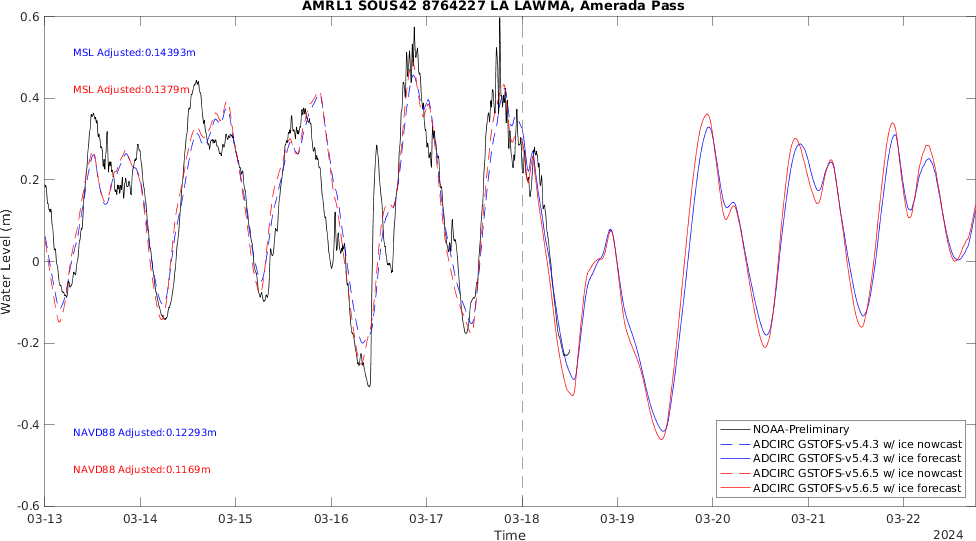 AMRL1 SOUS42 8764227 LA LAWMA, Amerada Pass
0.6
0.4
0.2
0
-0.2
-0.4
-0.6
Water Level (m)
MSL Adjusted:0.14393m
MSL Adjusted:0.1379m
NAVD88 Adjusted:0.12293m
NAVD88 Adjusted:0.1169m
NOAA-Preliminary
ADCIRC GSTOFS-v5.4.3 w/ ice nowcast
ADCIRC GSTOFS-v5.4.3 w/ ice forecast
ADCIRC GSTOFS-v5.6.5 w/ ice nowcast
ADCIRC GSTOFS-v5.6.5 w/ ice forecast
03-13 03-14 03-15 03-16 03-17 03-18 03-19 03-20 03-21 03-22
Time
2024